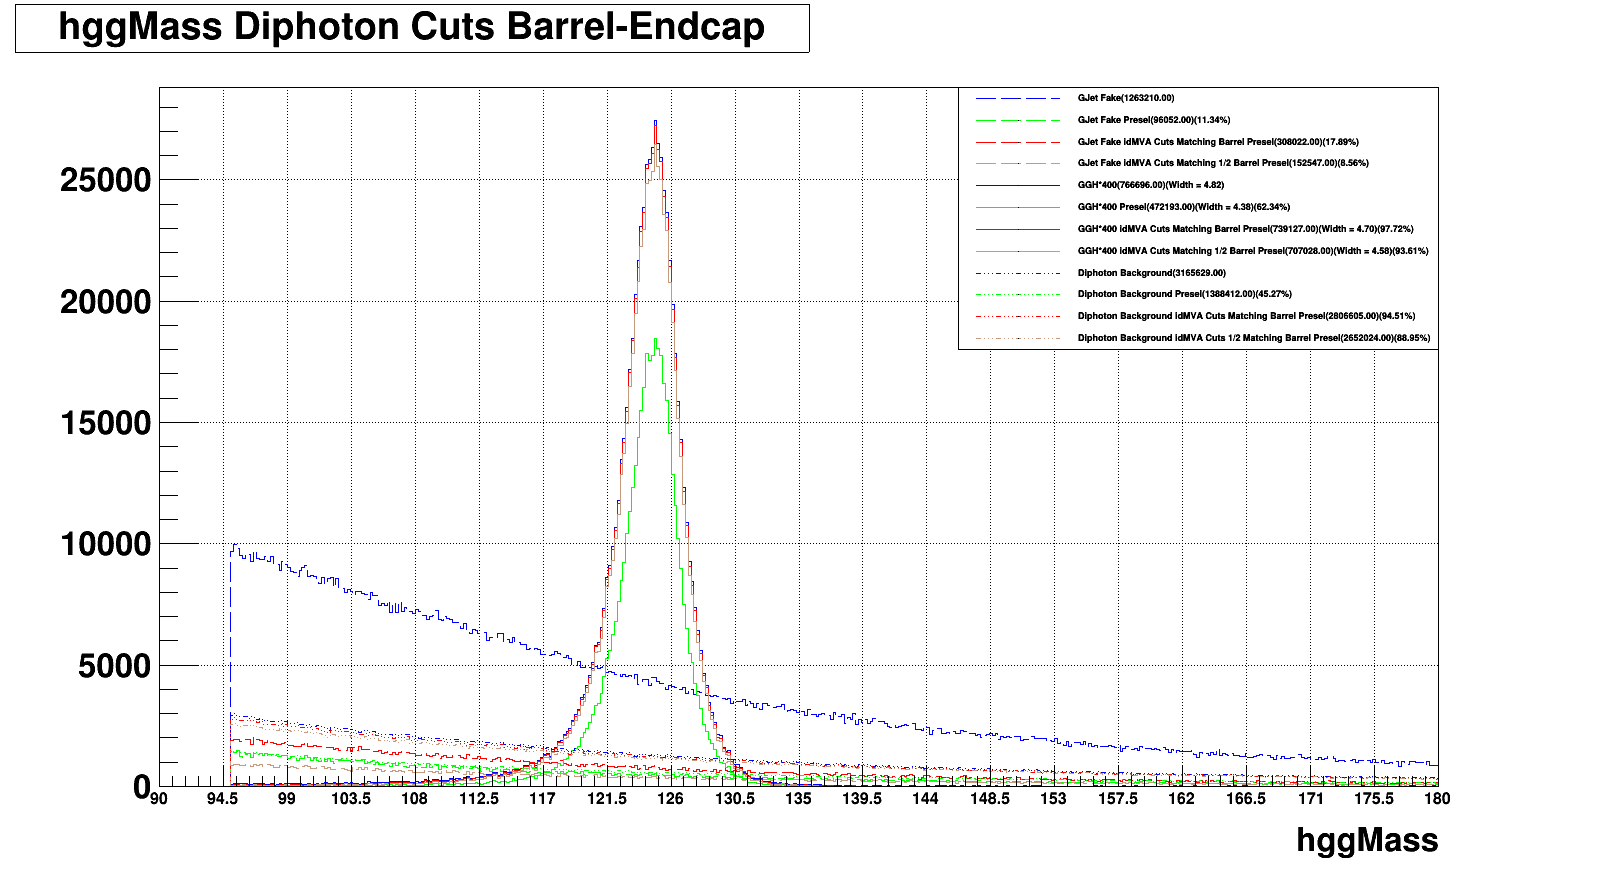 hggMass Diphoton Cuts Barrel-Endcap
GJet Fake(1263210.00)
GJet Fake Presel(96052.00)(11.34%)
GJet Fake idMVA Cuts Matching Barrel Presel(308022.00)(17.89%)
GJet Fake idMVA Cuts Matching 1/2 Barrel Presel(152547.00)(8.56%)
GGH*400(766696.00)(Width = 4.82)
GGH*400 Presel(472193.00)(Width = 4.38)(62.34%)
GGH*400 idMVA Cuts Matching Barrel Presel(739127.00)(Width = 4.70)(97.72%)
GGH*400 idMVA Cuts Matching 1/2 Barrel Presel(707028.00)(Width = 4.58)(93.61%)
Diphoton Background(3165629.00)
Diphoton Background Presel(1388412.00)(45.27%)
Diphoton Background idMVA Cuts Matching Barrel Presel(2806605.00)(94.51%)
Diphoton Background idMVA Cuts 1/2 Matching Barrel Presel(2652024.00)(88.95%)
25000
20000
15000
10000
5000
0
90 94.5 99 103.5 108 112.5 117 121.5 126 130.5 135 139.5 144 148.5 153 157.5 162 166.5 171 175.5 180
hggMass